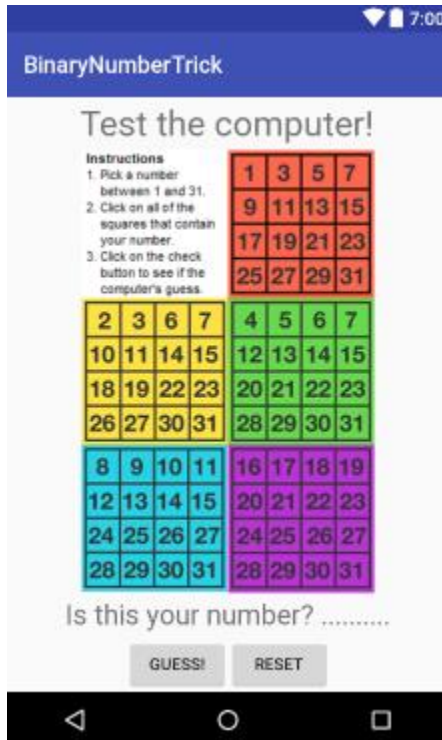 7:00
BinaryNumberTrick
Test the computer!
Instructions
1. Pick a number
between 1 and 31.
2. Click on all of the
squares that contain
your number.
3. Click on the check
button to see if the
computer's guess.
1 3 5 7
9 11 13 15
17 19 21 23
25 27 29 31
2 3 6 7
10 11 14 15
18 19 22 23
26 27 30 31
4 5 6 7
12 13 14 15
20 21 22 23
28 29 30 31
8 9 10 11
12 13 14 15
24 25 26 27
28 29 30 31
16 17 18 19
20 21 22 23
24 25 26 27
28 29 30 31
Is this your number? ..........
GUESS!
RESET